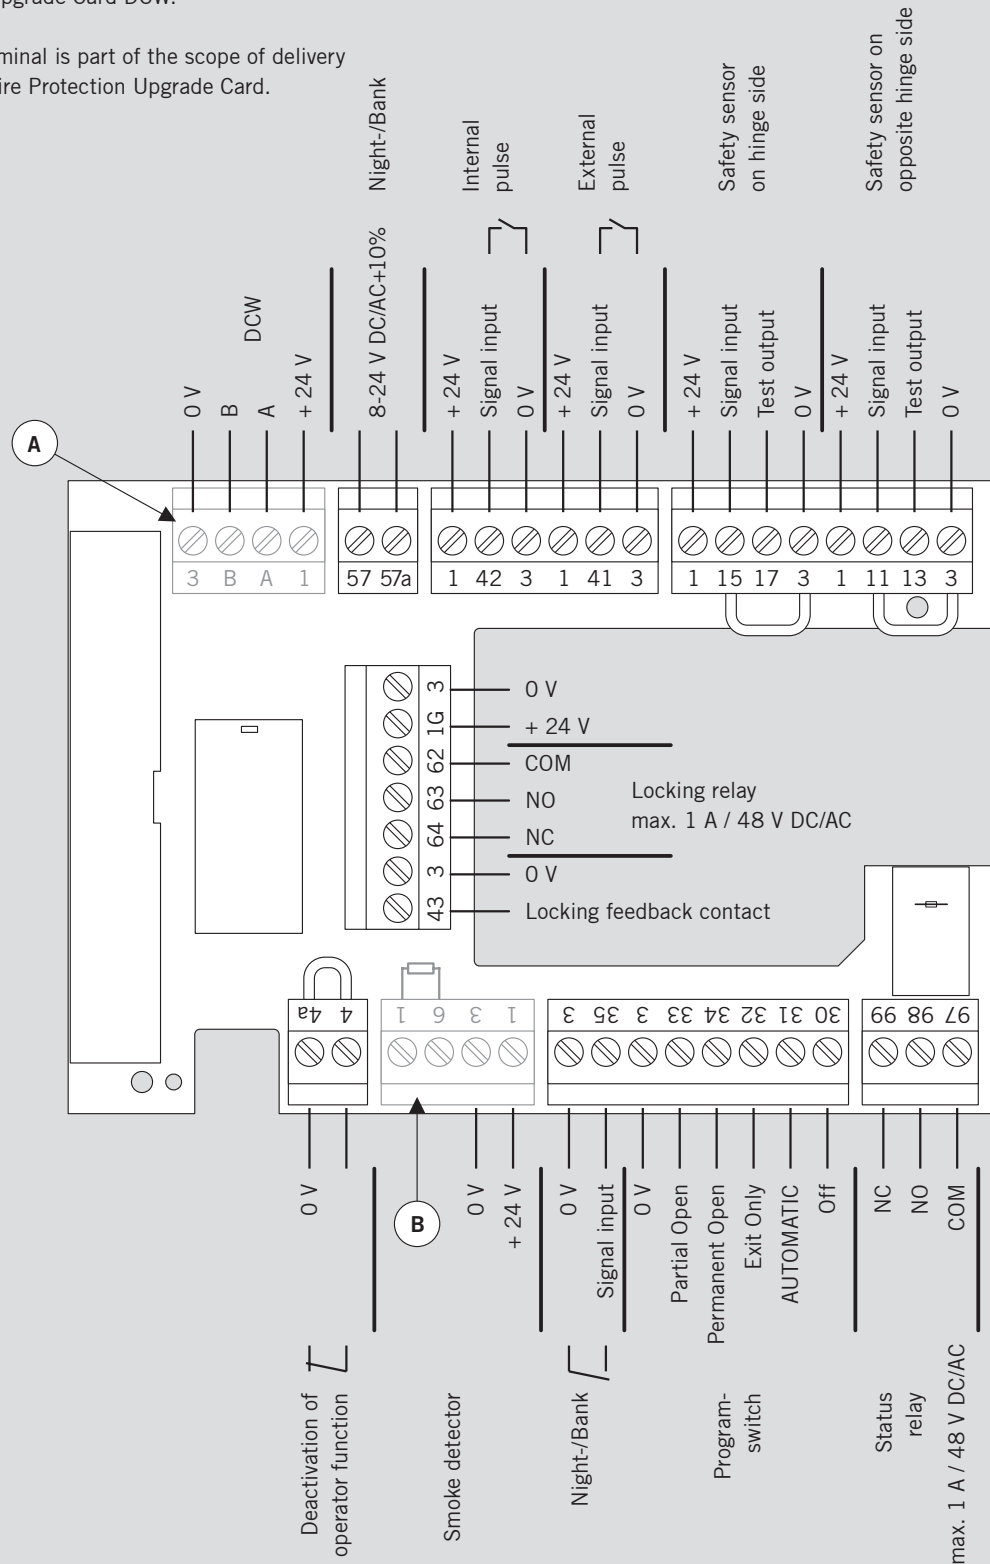 pgrade Card DCW.
minal is part of the scope of delivery
ire Protection Upgrade Card.
Night-/Bank
Internal
pulse
External
pulse
Safety sensor
on hinge side
Safety sensor on
opposite hinge side
0 V
B
A
DCW
+ 24 V
8-24 V DC/AC+10%
+ 24 V
Signal input
0 V
+ 24 V
Signal input
0 V
+ 24 V
Signal input
Test output
0 V
+ 24 V
Signal input
Test output
0 V
A
3 B A 1
57 57a
1 42 3 1 41 3
1 15 17 3 1 11 13 3
3 0 V
1G + 24 V
62 COM
63 NO
64 NC
3 0 V
43 Locking feedback contact
Locking relay
max. 1 A / 48 V DC/AC
4a 4
1 6 3 1
3 35 3 33 34 32 31 30
99 98 97
0 V
B
0 V
+ 24 V
0 V
Signal input
0 V
Partial Open
Permanent Open
Exit Only
AUTOMATIC
Off
NC
NO
COM
Deactivation of
operator function
Smoke detector
Night-/Bank
Program-
switch
Status
relay
max. 1 A / 48 V DC/AC